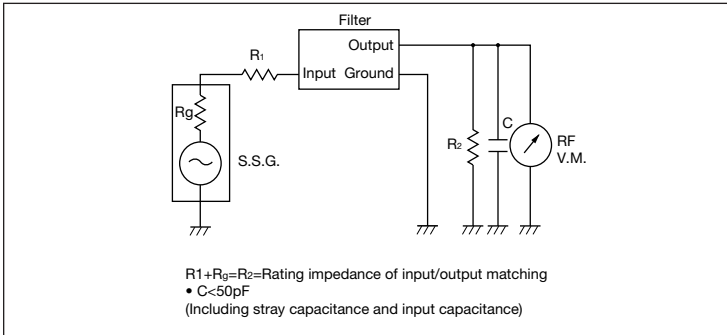 Filter
Output
R1
Input Ground
Rg
S.S.G.
C
R2
RF
V.M.
R1+Rg=R2=Rating impedance of input/output matching
• C<50pF
(Including stray capacitance and input capacitance)